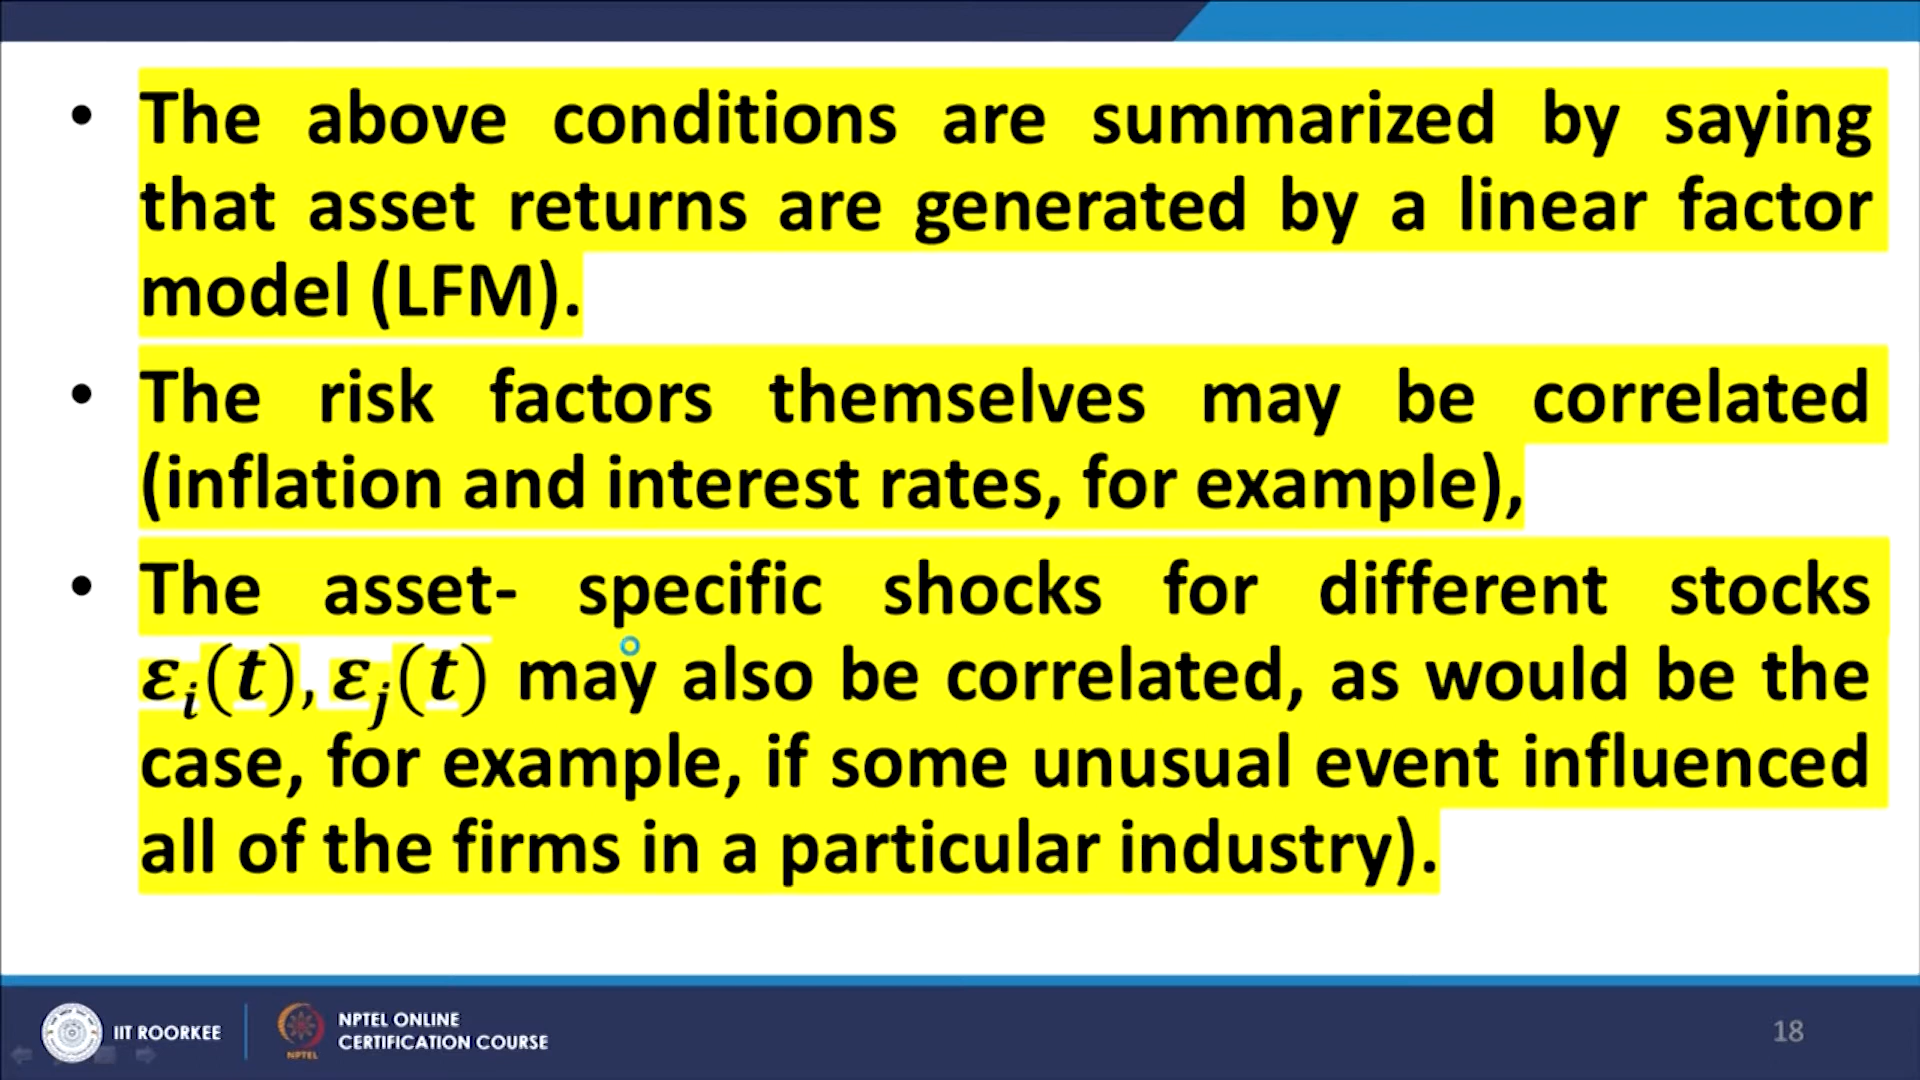 • The above conditions are summarized by saying
that asset returns are generated by a linear factor
model (LFM).
• The risk factors themselves may be correlated
(inflation and interest rates, for example),
• The asset- specific shocks for different stocks
εᵢ(t), εⱼ(t) may also be correlated, as would be the
case, for example, if some unusual event influenced
all of the firms in a particular industry).
IIT ROORKEE
NPTEL
NPTEL ONLINE
CERTIFICATION COURSE
18